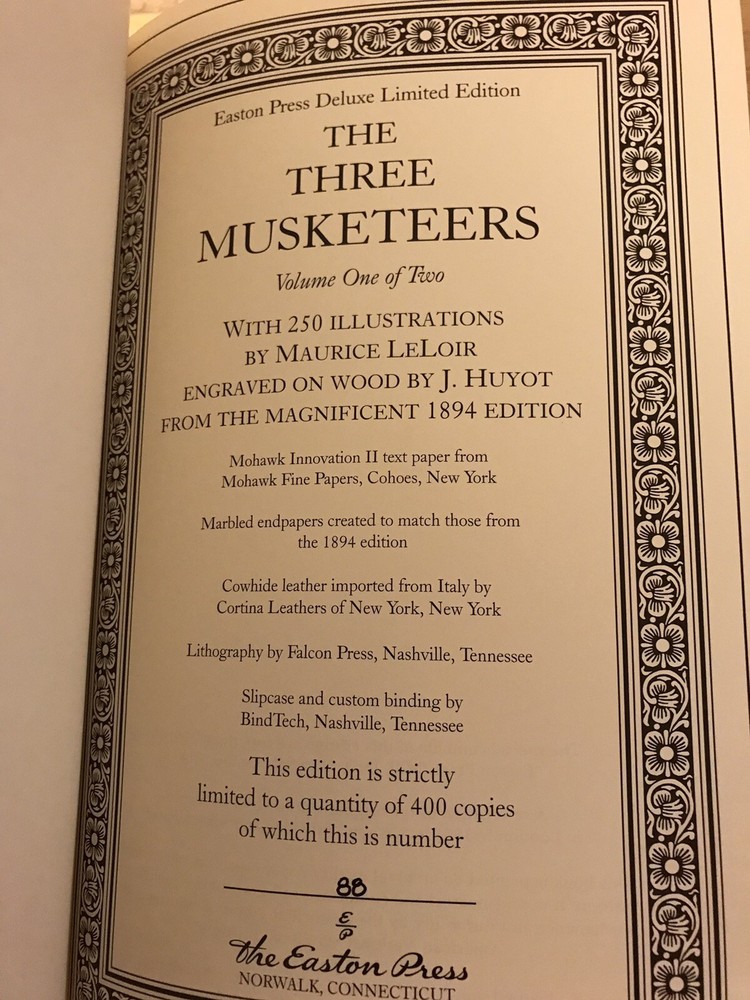 Easton Press Deluxe Limited Edition
THE
THREE
MUSKETEERS
Volume One of Two
WITH 250 ILLUSTRATIONS
BY MAURICE LELOIR
ENGRAVED ON WOOD BY J. HUYOT
FROM THE MAGNIFICENT 1894 EDITION
Mohawk Innovation II text paper from
Mohawk Fine Papers, Cohoes, New York
Marbled endpapers created to match those from
the 1894 edition
Cowhide leather imported from Italy by
Cortina Leathers of New York, New York
Lithography by Falcon Press, Nashville, Tennessee
Slipcase and custom binding by
BindTech, Nashville, Tennessee
This edition is strictly
limited to a quantity of 400 copies
of which this is number
88
E
P
The Easton Press
NORWALK, CONNECTICUT